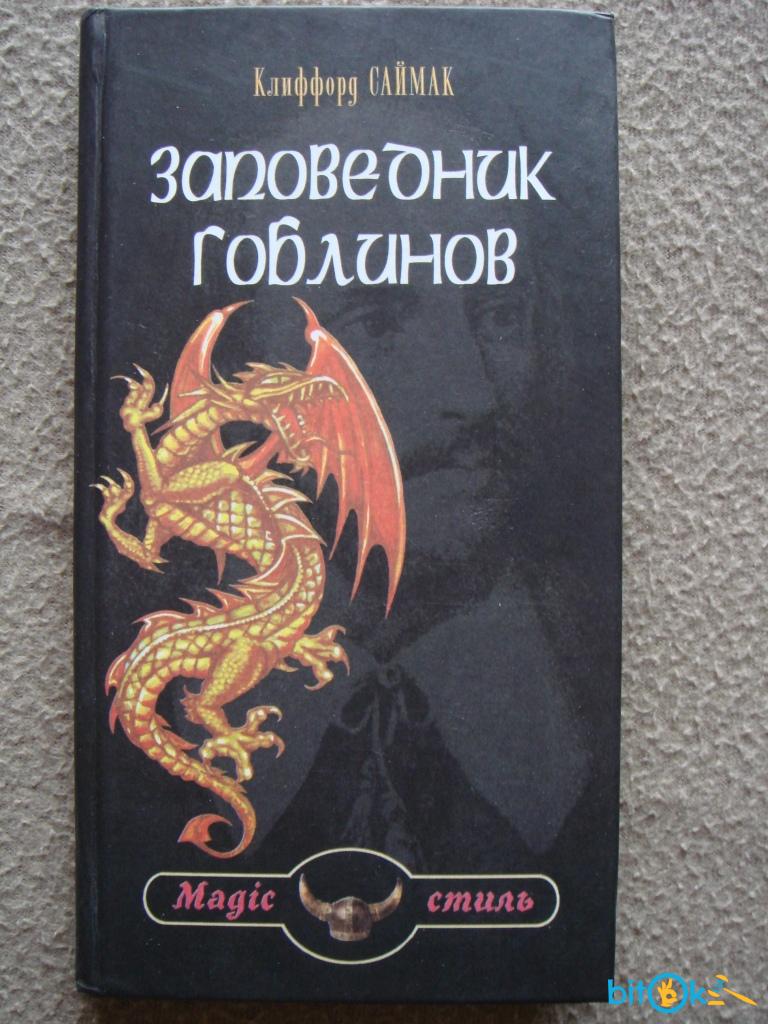 Клиффорд САЙМАК
ЗАПОВЕДНИК
ГОБЛИНОВ
Magic стиль
bitok